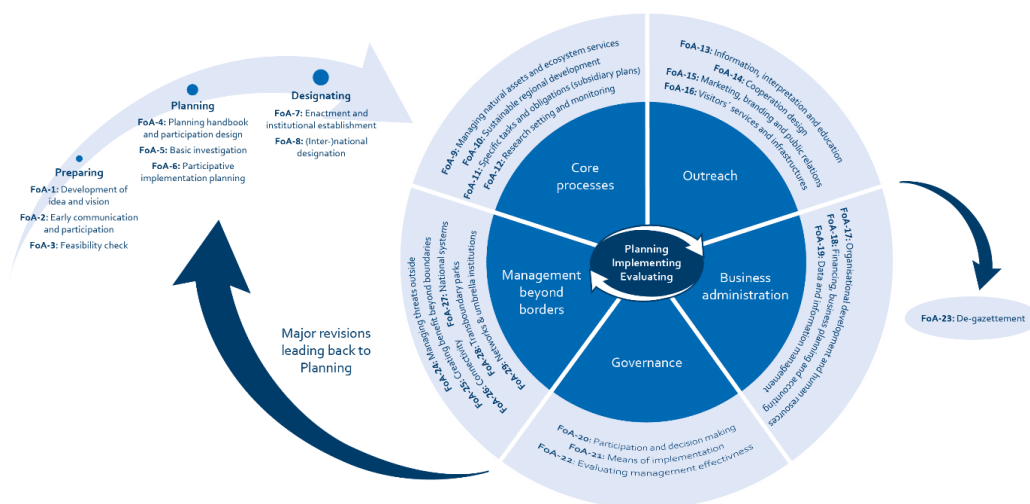 Preparing
FoA-1: Development of
idea and vision
FoA-2: Early communication
and participation
FoA-3: Feasibility check
Planning
FoA-4: Planning handbook
and participation design
FoA-5: Basic investigation
FoA-6: Participative
implementation planning
Designating
FoA-7: Enactment and
institutional establishment
FoA-8: (Inter-)national
designation
FoA-9: Managing natural assets and ecosystem services
FoA-10: Sustainable regional development
FoA-11: Specific tasks and obligations (subsidiary plans)
FoA-12: Research setting and monitoring
Core
processes
FoA-13: Information, interpretation and education
FoA-14: Cooperation design
FoA-15: Marketing, branding and public relations
FoA-16: Visitors´ services and infrastructures
Outreach
FoA-17: Organisational development and human resources
FoA-18: Financing, business planning and accounting
FoA-19: Data and information management
Business
administration
FoA-20: Participation and decision making
FoA-21: Means of implementation
FoA-22: Evaluating management effectivness
Governance
FoA-24: Managing threats outside
FoA-25: Creating benefit beyond boundaries
FoA-26: Connectivity
FoA-27: National systems
FoA-28: Transboundary parks
FoA-29: Networks & umbrella institutions
Management
beyond
borders
Planning
Implementing
Evaluating
FoA-23: De-gazettement
Major revisions
leading back to
Planning